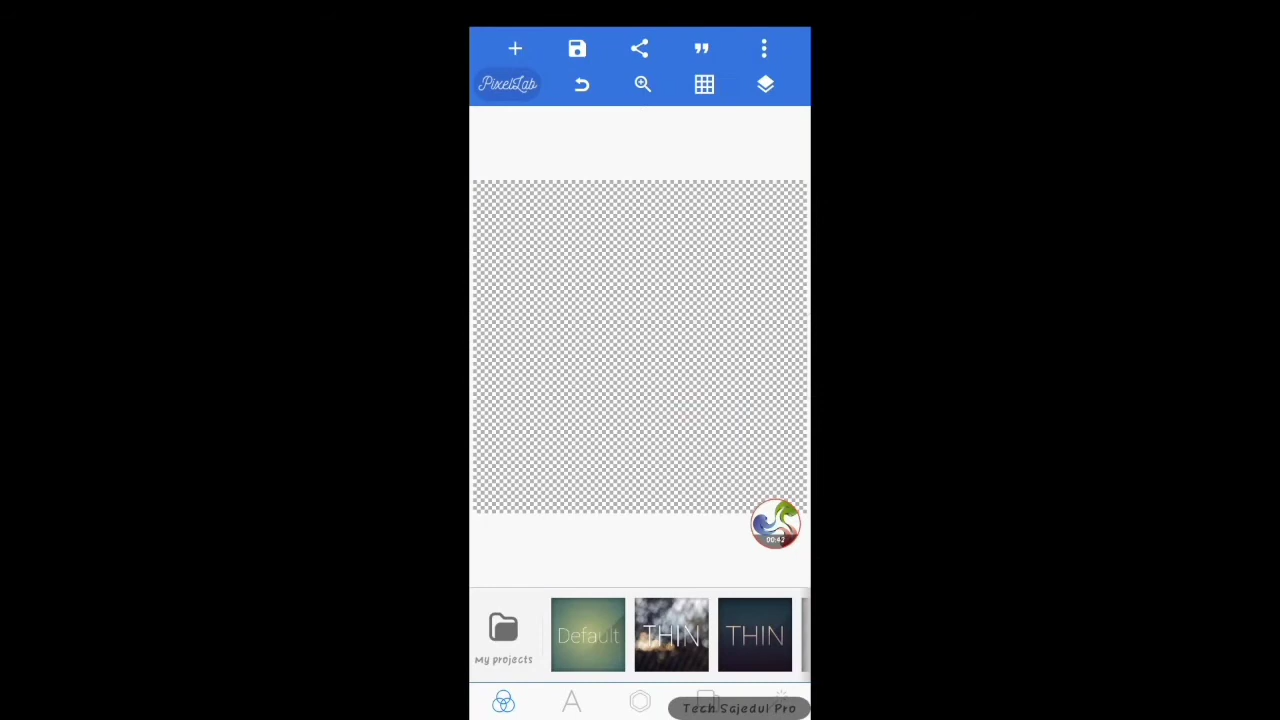 PixelLab
00:42
Default
THIN
THIN
My projects
Tech Sajedul Pro